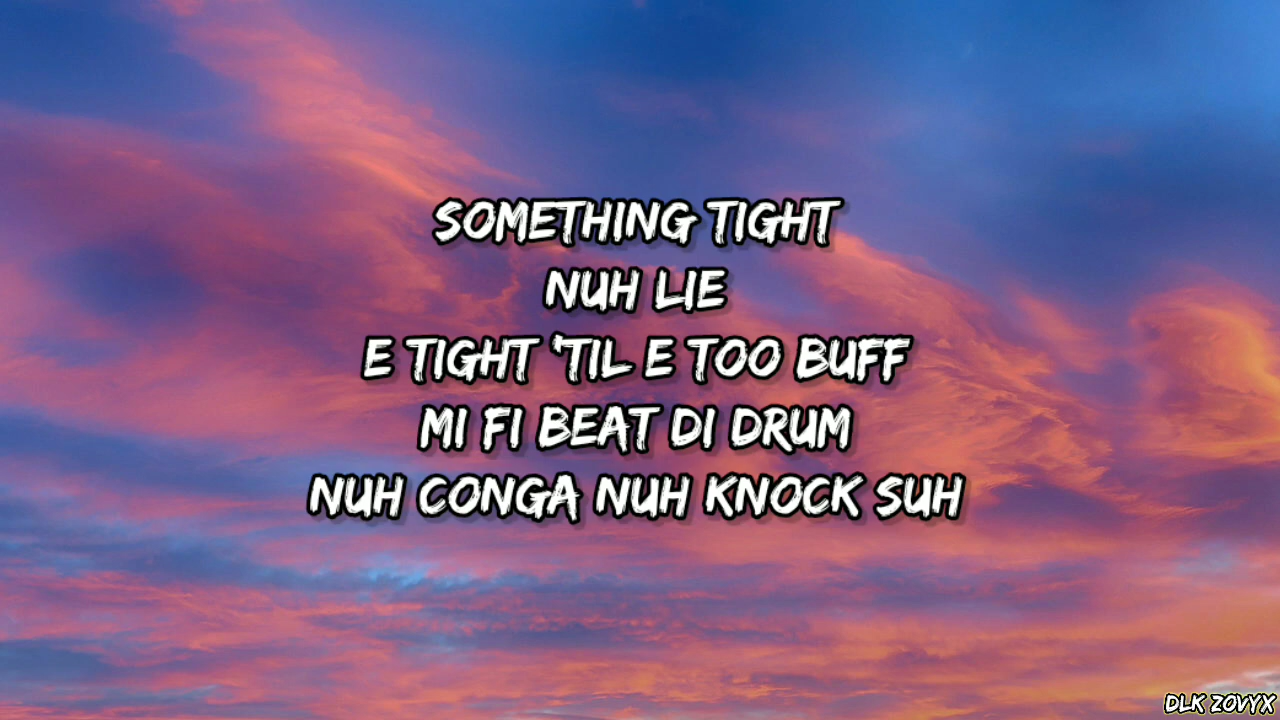 SOMETHING TIGHT
NUH LIE
E TIGHT 'TIL E TOO BUFF
MI FI BEAT DI DRUM
NUH CONGA NUH KNOCK SUH
DLK ZOVYX